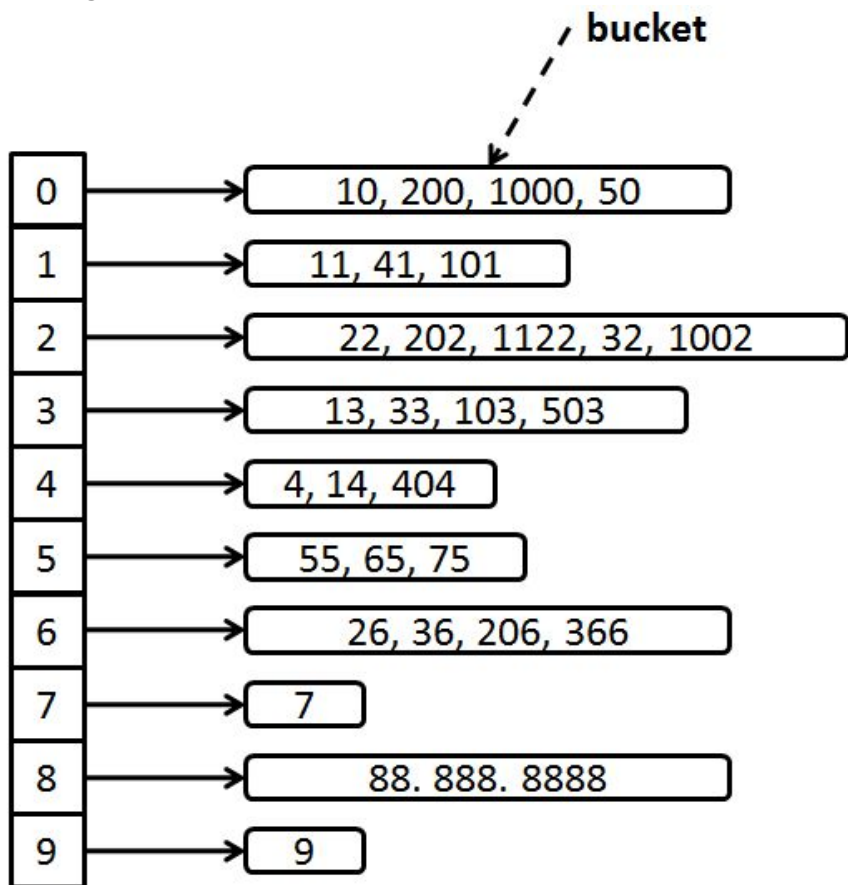 bucket
0 10, 200, 1000, 50
1 11, 41, 101
2 22, 202, 1122, 32, 1002
3 13, 33, 103, 503
4 4, 14, 404
5 55, 65, 75
6 26, 36, 206, 366
7 7
8 88. 888. 8888
9 9